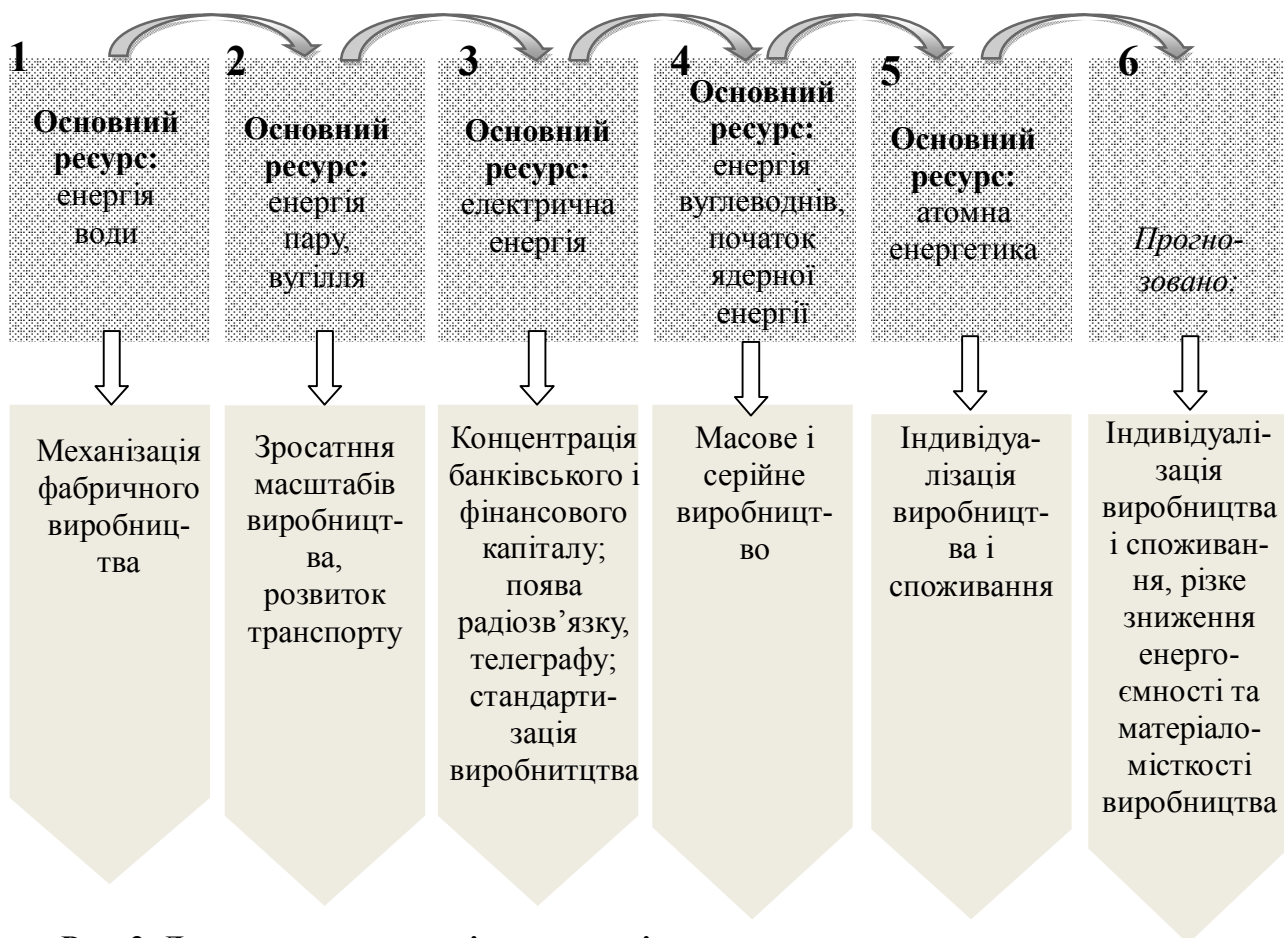 1
Основний
ресурс:
енергія
води
2
Основний
ресурс:
енергія
пару,
вугілля
3
Основний
ресурс:
електрична
енергія
4
Основний
ресурс:
енергія
вуглеводнів,
початок
ядерної
енергії
5
Основний
ресурс:
атомна
енергетика
6
Прогно-
зовано:
Механізація
фабричного
виробниц-
тва
Зросатння
масштабів
виробницт-
ва,
розвиток
транспорту
Концентрація
банківського і
фінансового
капіталу;
поява
радіозв’язку,
телеграфу;
стандарти-
зація
виробнитцтва
Масове і
серійне
виробницт-
во
Індивідуа-
лізація
виробницт-
ва і
споживання
Індивідуалі-
зація
виробництва
і споживан-
ня, різке
зниження
енерго-
ємності та
матеріало-
місткості
виробництва